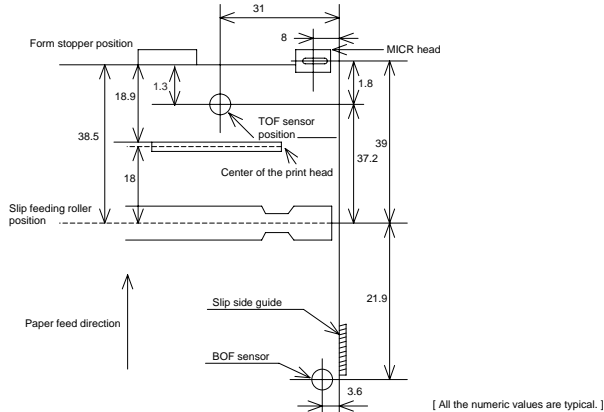 31
Form stopper position
8
MICR head
1.3
1.8
18.9
TOF sensor
position
39
38.5
37.2
Center of the print head
18
Slip feeding roller
position
21.9
Slip side guide
Paper feed direction
BOF sensor
3.6
[ All the numeric values are typical. ]